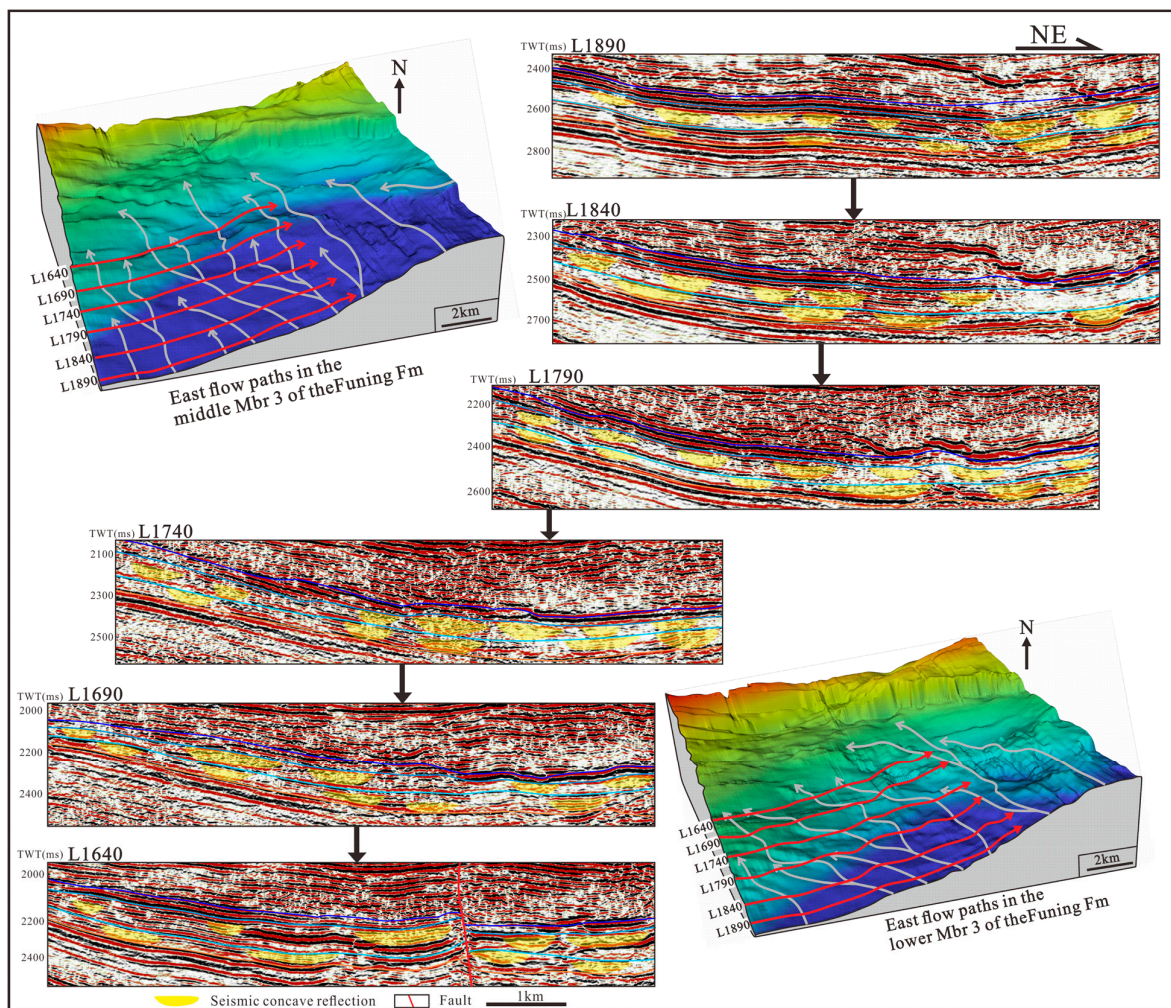 N
L1640
L1690
L1740
L1790
L1840
L1890
2km
East flow paths in the
middle Mbr 3 of theFuning Fm
TWT(ms) L1890
NE
2400
2600
2800
TWT(ms) L1840
2300
2500
2700
TWT(ms) L1790
2200
2400
2600
TWT(ms) L1740
2100
2300
2500
TWT(ms) L1690
2000
2200
2400
TWT(ms) L1640
2000
2200
2400
N
L1640
L1690
L1740
L1790
L1840
L1890
2km
East flow paths in the
lower Mbr 3 of theFuning Fm
Seismic concave reflection
Fault
1km